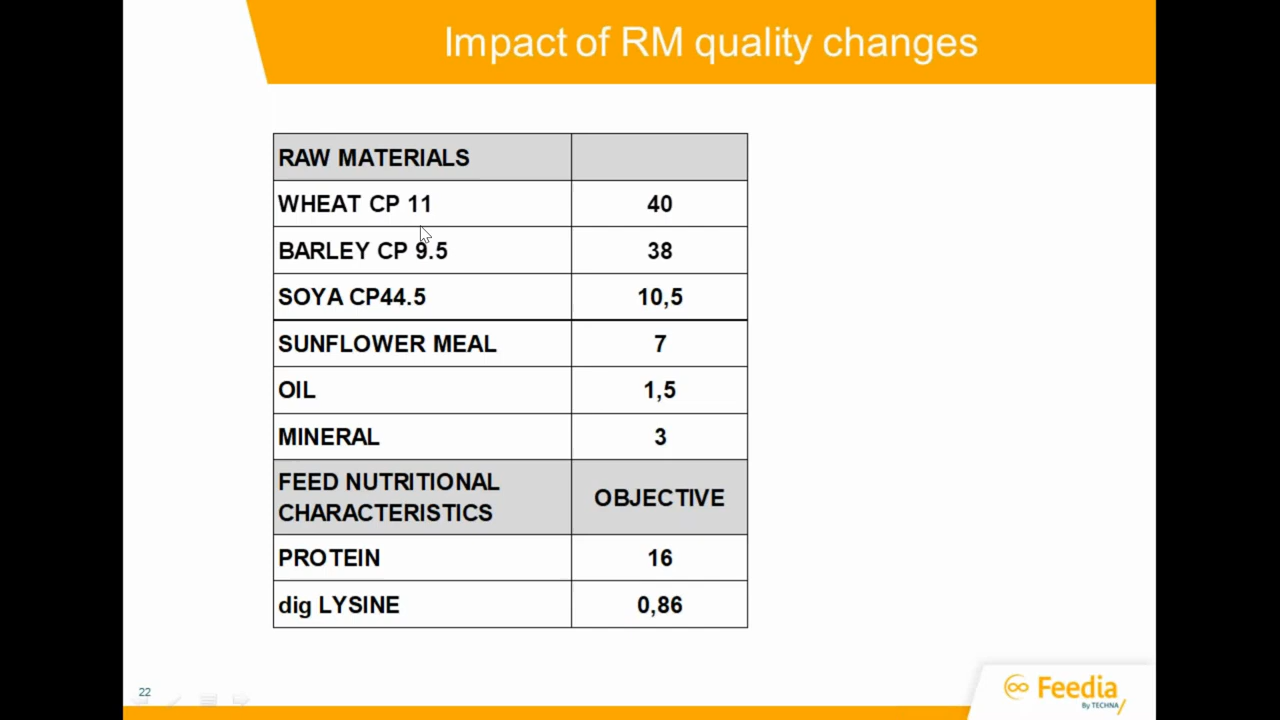 Impact of RM quality changes
RAW MATERIALS
WHEAT CP 11 40
BARLEY CP 9.5 38
SOYA CP44.5 10,5
SUNFLOWER MEAL 7
OIL 1,5
MINERAL 3
FEED NUTRITIONAL
CHARACTERISTICS OBJECTIVE
PROTEIN 16
dig LYSINE 0,86
22
Feedia
By TECHNA